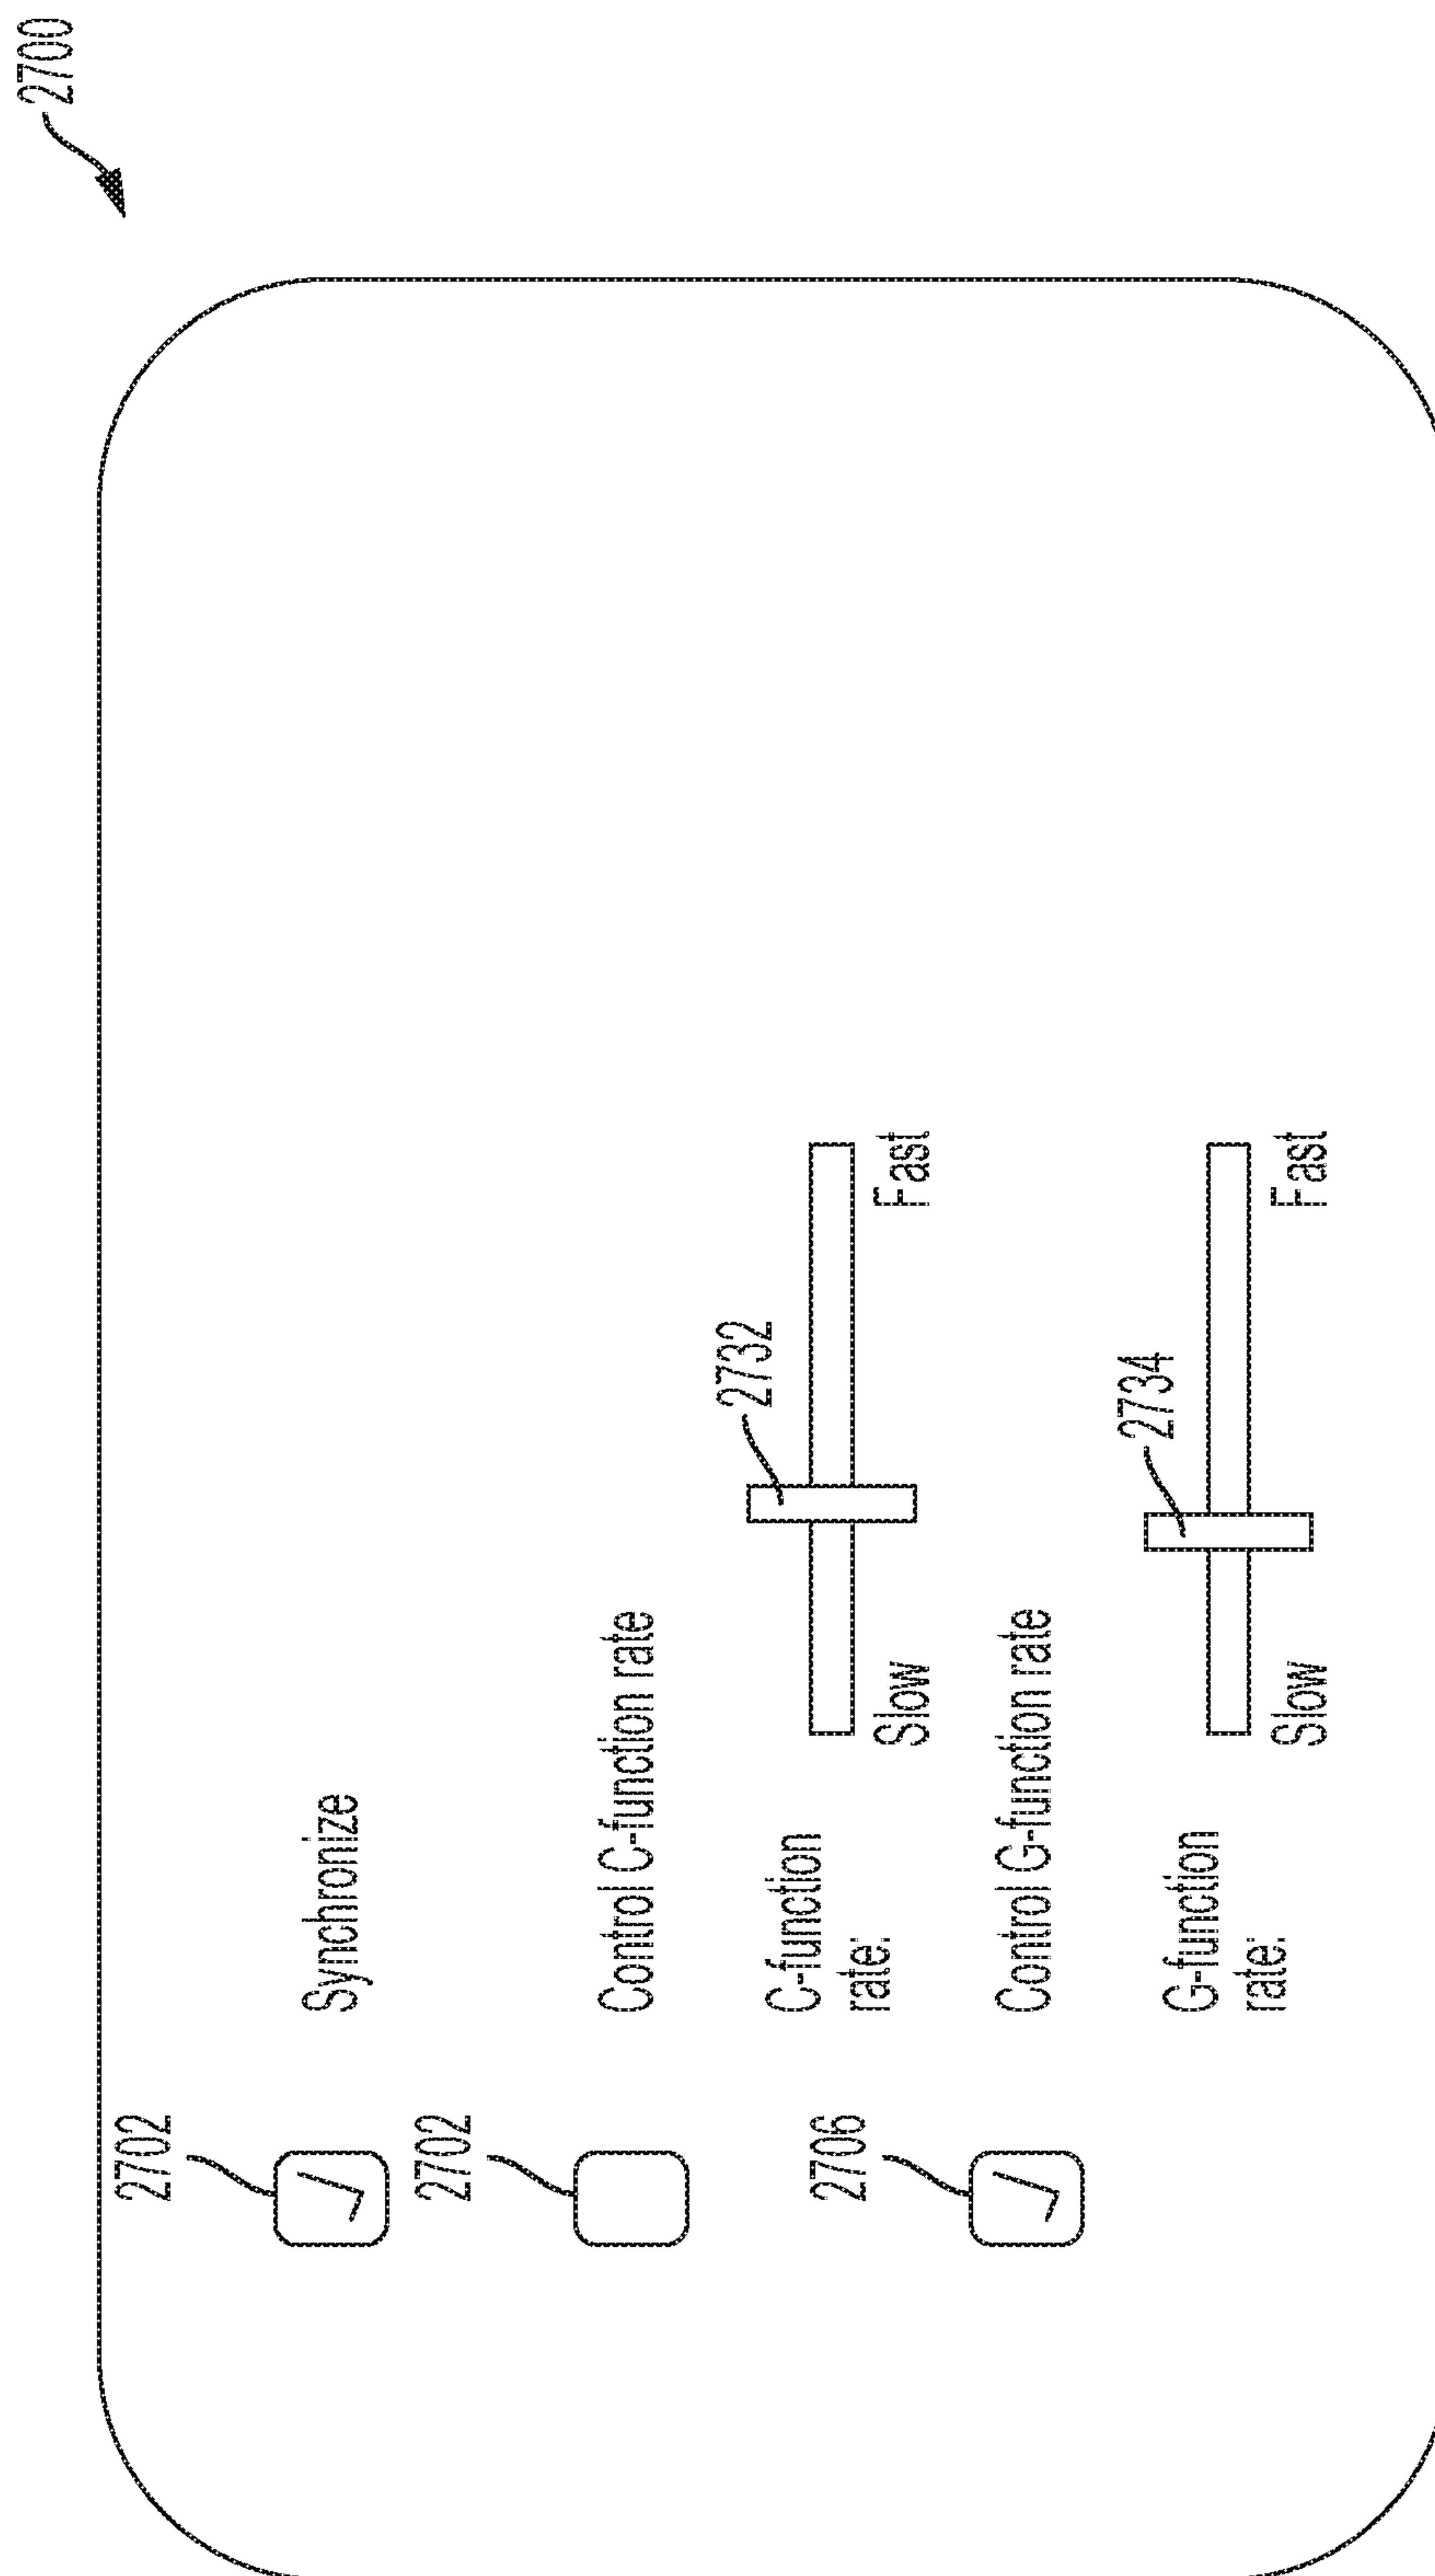 2700
2702
Synchronize
2702
Control C-function rate
2732
C-function
rate:
Slow
Fast
2706
Control G-function rate
2734
G-function
rate:
Slow
Fast